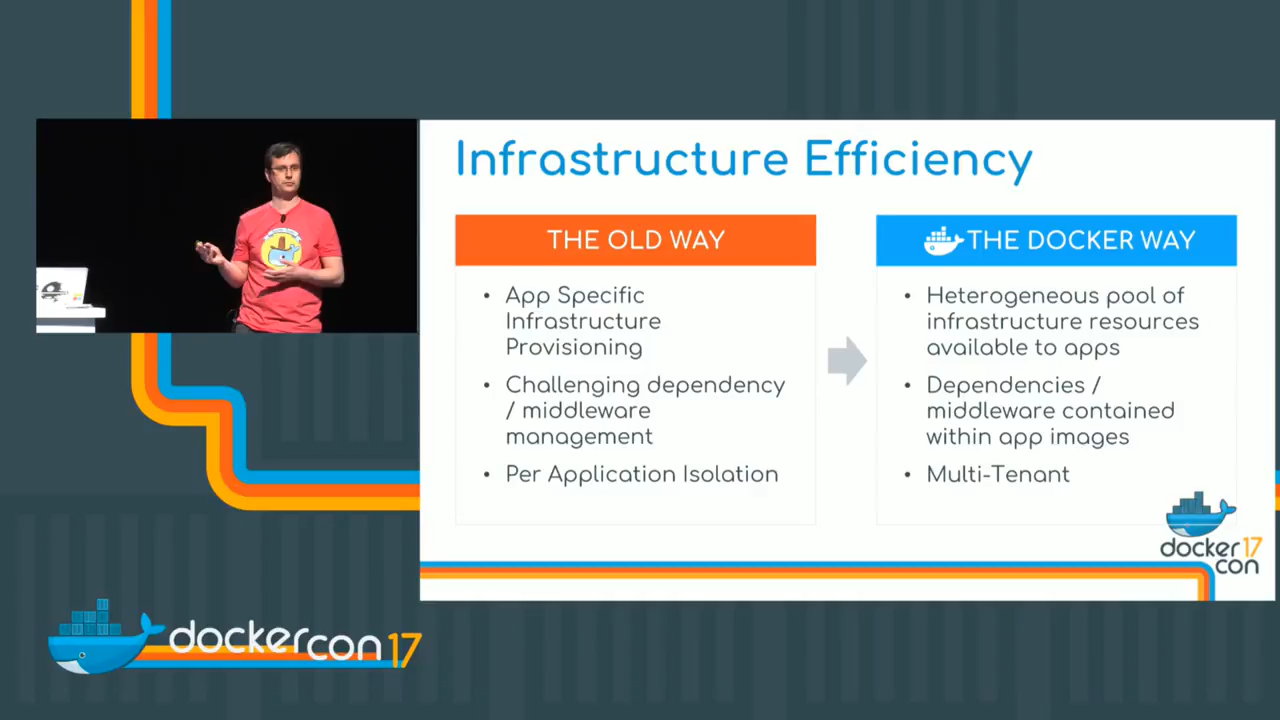 Infrastructure Efficiency
THE OLD WAY
• App Specific
Infrastructure
Provisioning
• Challenging dependency
/ middleware
management
• Per Application Isolation
THE DOCKER WAY
• Heterogeneous pool of
infrastructure resources
available to apps
• Dependencies /
middleware contained
within app images
• Multi-Tenant
docker 17
con
dockercon 17